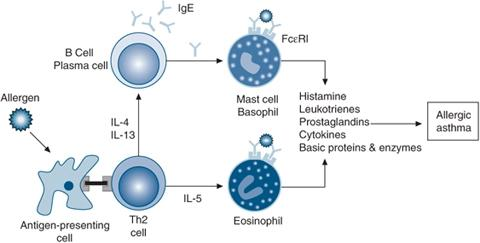 IgE
B Cell
Plasma cell
FcεRI
Allergen
Mast cell
Basophil
IL-4
IL-13
Histamine
Leukotrienes
Prostaglandins
Cytokines
Basic proteins & enzymes
Allergic
asthma
IL-5
Antigen-presenting
cell
Th2
cell
Eosinophil